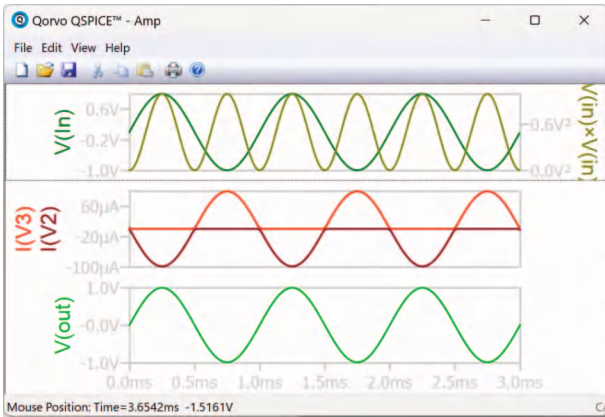 Qorvo QSPICE™ - Amp
File Edit View Help
V(In)
0.6V
-0.2V
-1.0V
0.6V²
0.0V²
V(in)×V(in)
I(V3)
I(V2)
60µA
-20µA
-100µA
V(out)
1.0V
-0.0V
-1.0V
0.0ms 0.5ms 1.0ms 1.5ms 2.0ms 2.5ms 3.0ms
Mouse Position: Time=3.6542ms -1.5161V